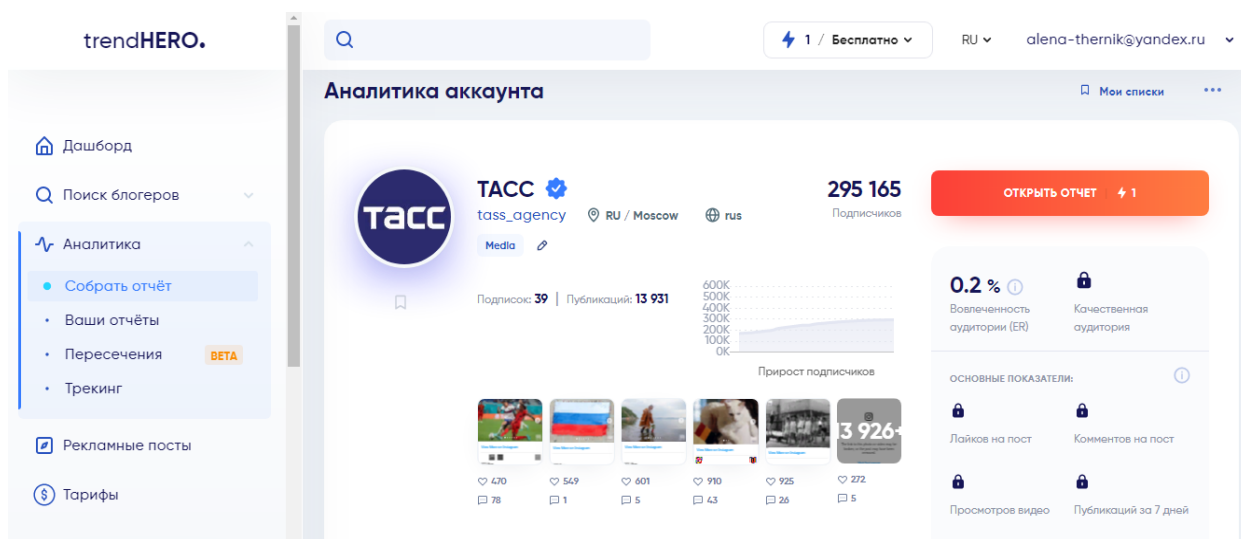 trendHERO.
1 / Бесплатно
RU
alena-thernik@yandex.ru
Аналитика аккаунта
Мои списки
Дашборд
Поиск блогеров
Аналитика
Собрать отчёт
Ваши отчёты
Пересечения BETA
Трекинг
Рекламные посты
Тарифы
ТАСС
ТАСС
295 165
tass_agency RU / Moscow rus
Подписчиков
Media
Подписок: 39 | Публикаций: 13 931
600K
500K
400K
300K
200K
100K
0K
Прирост подписчиков
13 926+
470 549 601 910 925 272
78 1 5 43 26 5
ОТКРЫТЬ ОТЧЕТ 1
0.2 %
Вовлеченность
аудитории (ER)
Качественная
аудитория
ОСНОВНЫЕ ПОКАЗАТЕЛИ:
Лайков на пост
Комментов на пост
Просмотров видео
Публикаций за 7 дней